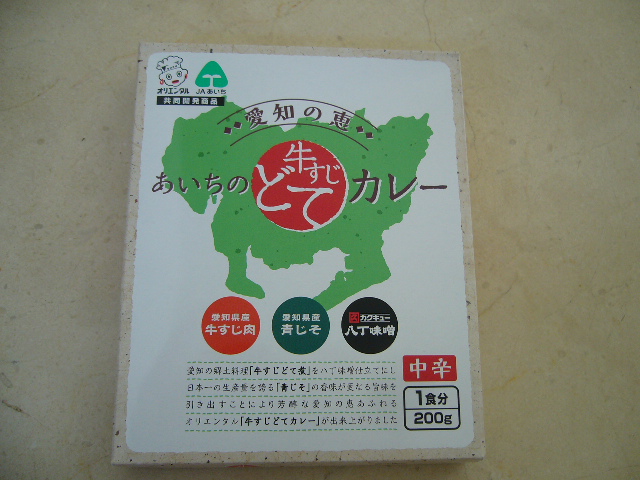 オリエンタル
JAあいち
共同開発商品
愛知の恵
あいちの
牛すじ
どて
カレー
愛知県産
牛すじ肉
愛知県産
青じそ
カクキュー
八丁味噌
愛知の郷土料理「牛すじどて煮」を八丁味噌仕立てにし
日本一の生産量を誇る「青じそ」の香味が更なる旨味を
引き出すことにより芳醇な愛知の恵あふれる
オリエンタル「牛すじどてカレー」が出来上がりました
中辛
1食分
200g